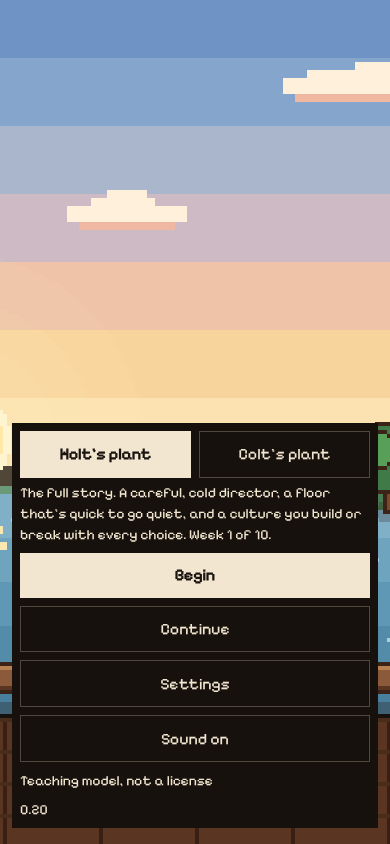 Holt's plant
Colt's plant
The full story. A careful, cold director, a floor
that's quick to go quiet, and a culture you build or
break with every choice. Week 1 of 10.
Begin
Continue
Settings
Sound on
Teaching model, not a license
0.20